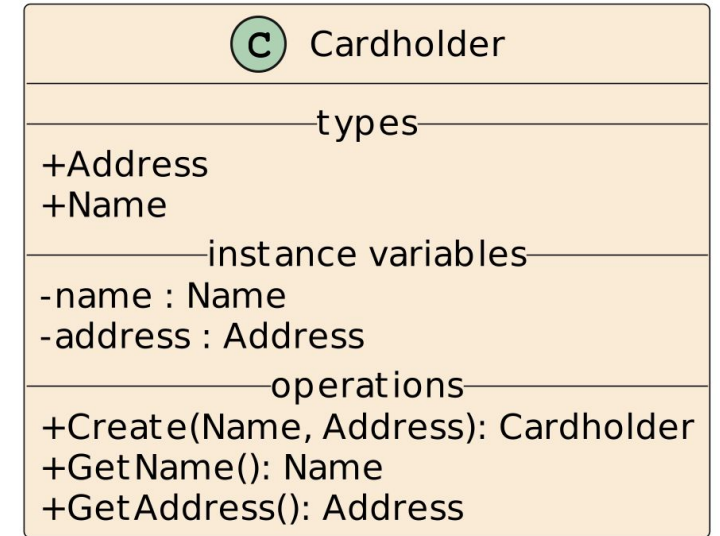 C Cardholder
types
+Address
+Name
instance variables
-name : Name
-address : Address
operations
+Create(Name, Address): Cardholder
+GetName(): Name
+GetAddress(): Address